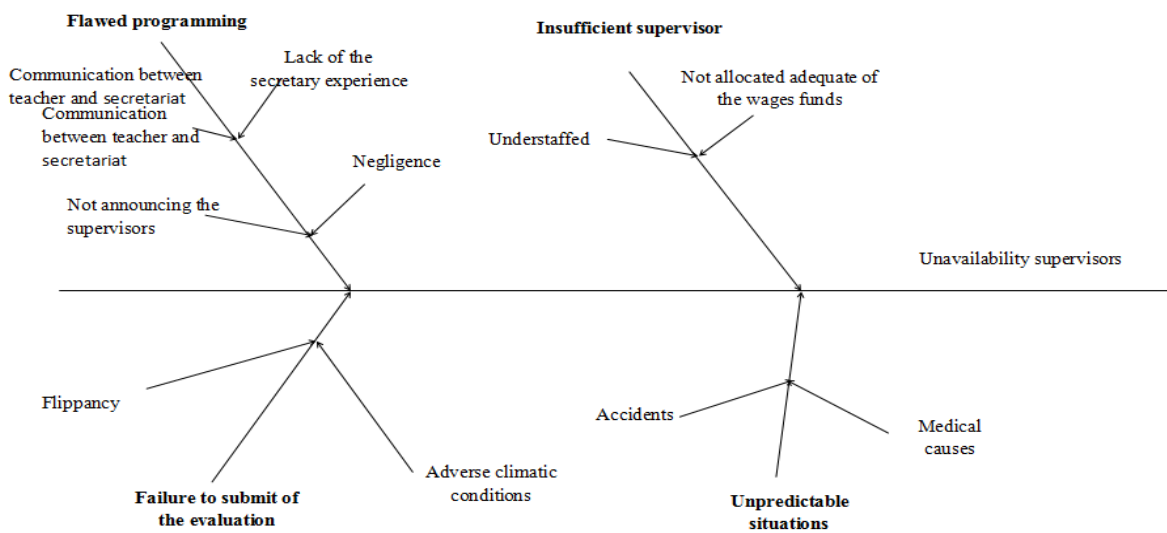 Flawed programming
Insufficient supervisor
Lack of the
secretary experience
Communication between
teacher and secretariat
Communication
between teacher and
secretariat
Not allocated adequate of
the wages funds
Understaffed
Negligence
Not announcing the
supervisors
Unavailability supervisors
Flippancy
Adverse climatic
conditions
Failure to submit of
the evaluation
Accidents
Medical
causes
Unpredictable
situations